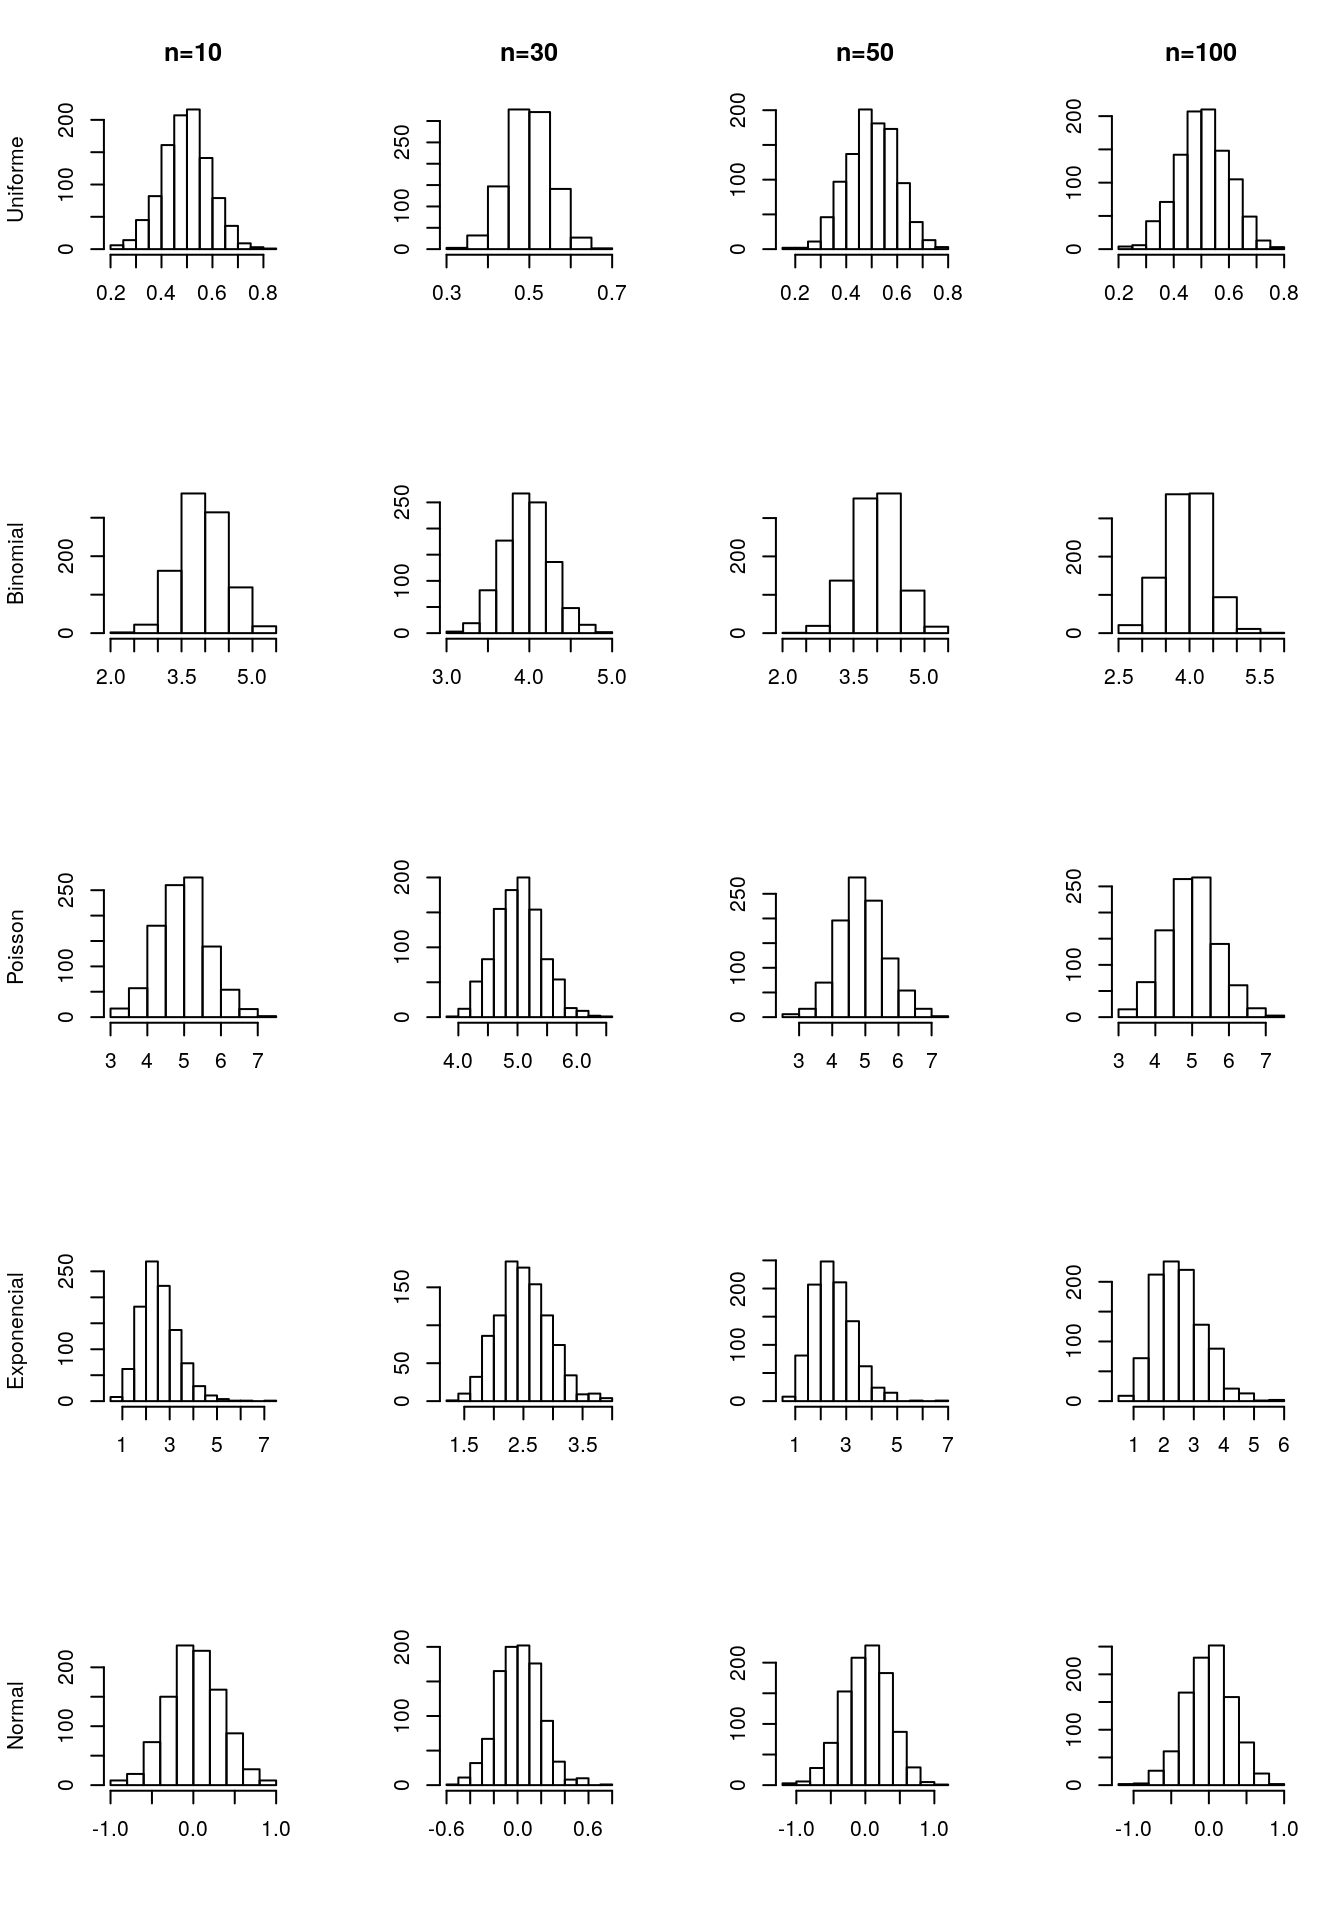 n=10 n=30 n=50 n=100
Uniforme
0 100 200
0.2 0.4 0.6 0.8
0 100 250
0.3 0.5 0.7
0 100 200
0.2 0.4 0.6 0.8
0 100 200
0.2 0.4 0.6 0.8
Binomial
0 200
2.0 3.5 5.0
0 100 250
3.0 4.0 5.0
0 200
2.0 3.5 5.0
0 200
2.5 4.0 5.5
Poisson
0 100 250
3 4 5 6 7
0 100 200
4.0 5.0 6.0
0 100 250
3 4 5 6 7
0 100 250
3 4 5 6 7
Exponencial
0 100 250
1 3 5 7
0 50 150
1.5 2.5 3.5
0 100 200
1 3 5 7
0 100 200
1 2 3 4 5 6
Normal
0 100 200
-1.0 0.0 1.0
0 100 200
-0.6 0.0 0.6
0 100 200
-1.0 0.0 1.0
0 100 200
-1.0 0.0 1.0